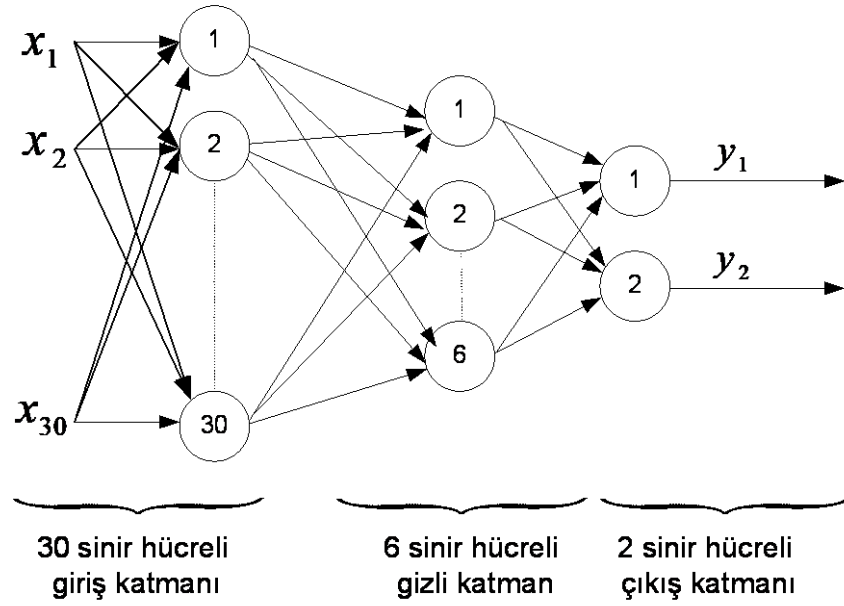 x1
1
x2
2
1
1
y1
2
2
y2
6
x30
30
30 sinir hücreli
giriş katmanı
6 sinir hücreli
gizli katman
2 sinir hücreli
çıkış katmanı